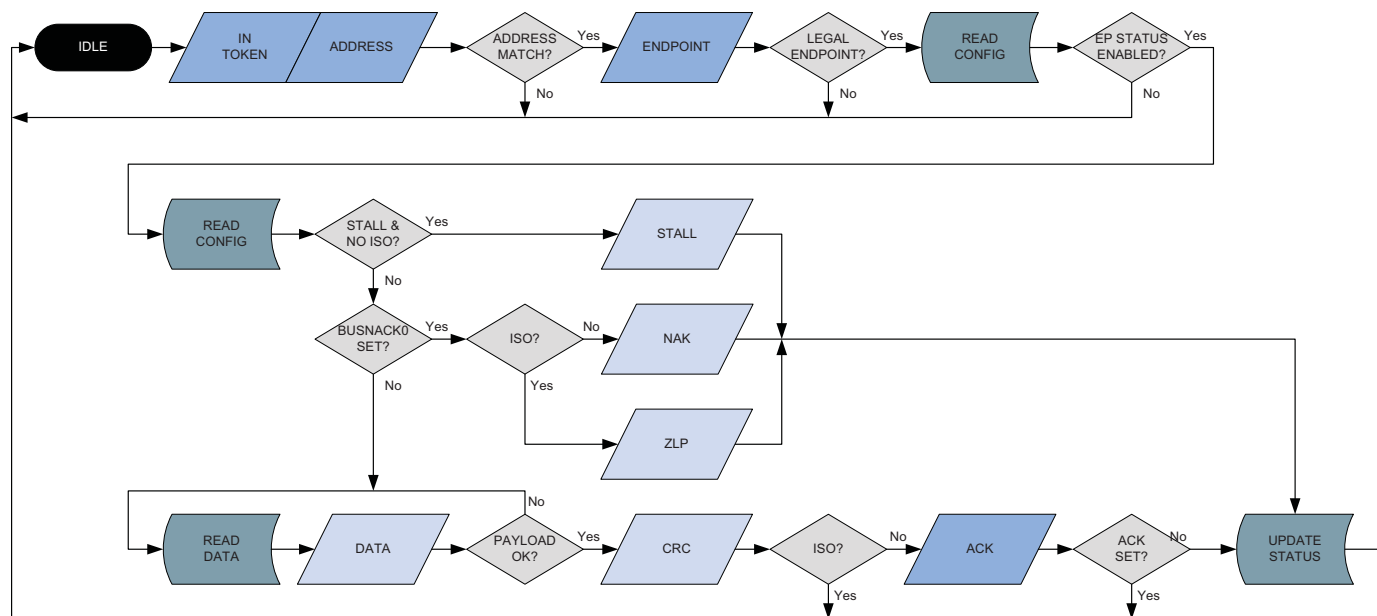 IDLE
IN
TOKEN
ADDRESS
ADDRESS
MATCH?
Yes
No
ENDPOINT
LEGAL
ENDPOINT?
Yes
No
READ
CONFIG
EP STATUS
ENABLED?
Yes
No
READ
CONFIG
STALL &
NO ISO?
Yes
No
STALL
BUSNACK0
SET?
Yes
No
ISO?
No
Yes
NAK
ZLP
READ
DATA
DATA
PAYLOAD
OK?
No
Yes
CRC
ISO?
No
Yes
ACK
ACK
SET?
No
Yes
UPDATE
STATUS